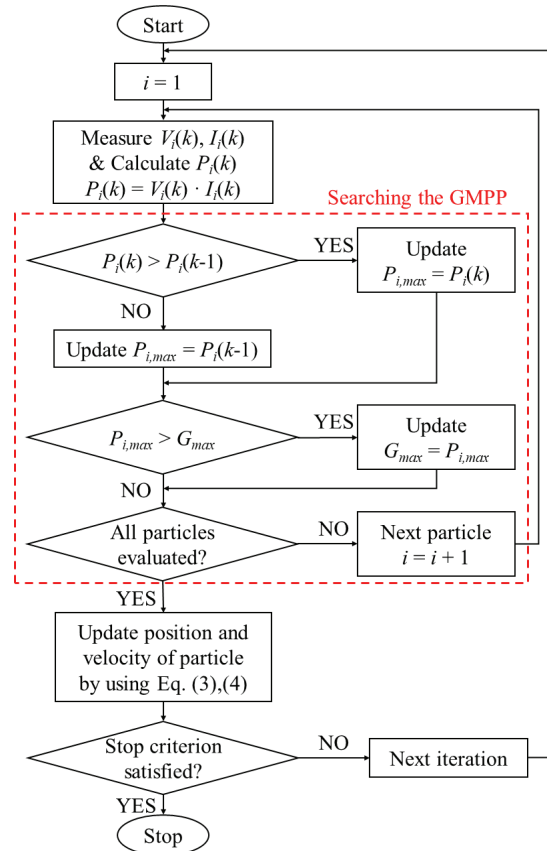 Start
i = 1
Measure Vi(k), Ii(k)
& Calculate Pi(k)
Pi(k) = Vi(k) · Ii(k)
Searching the GMPP
Pi(k) > Pi(k-1)
YES
Update
Pi,max = Pi(k)
NO
Update Pi,max = Pi(k-1)
Pi,max > Gmax
YES
Update
Gmax = Pi,max
NO
All particles
evaluated?
NO
Next particle
i = i + 1
YES
Update position and
velocity of particle
by using Eq. (3),(4)
Stop criterion
satisfied?
NO
Next iteration
YES
Stop